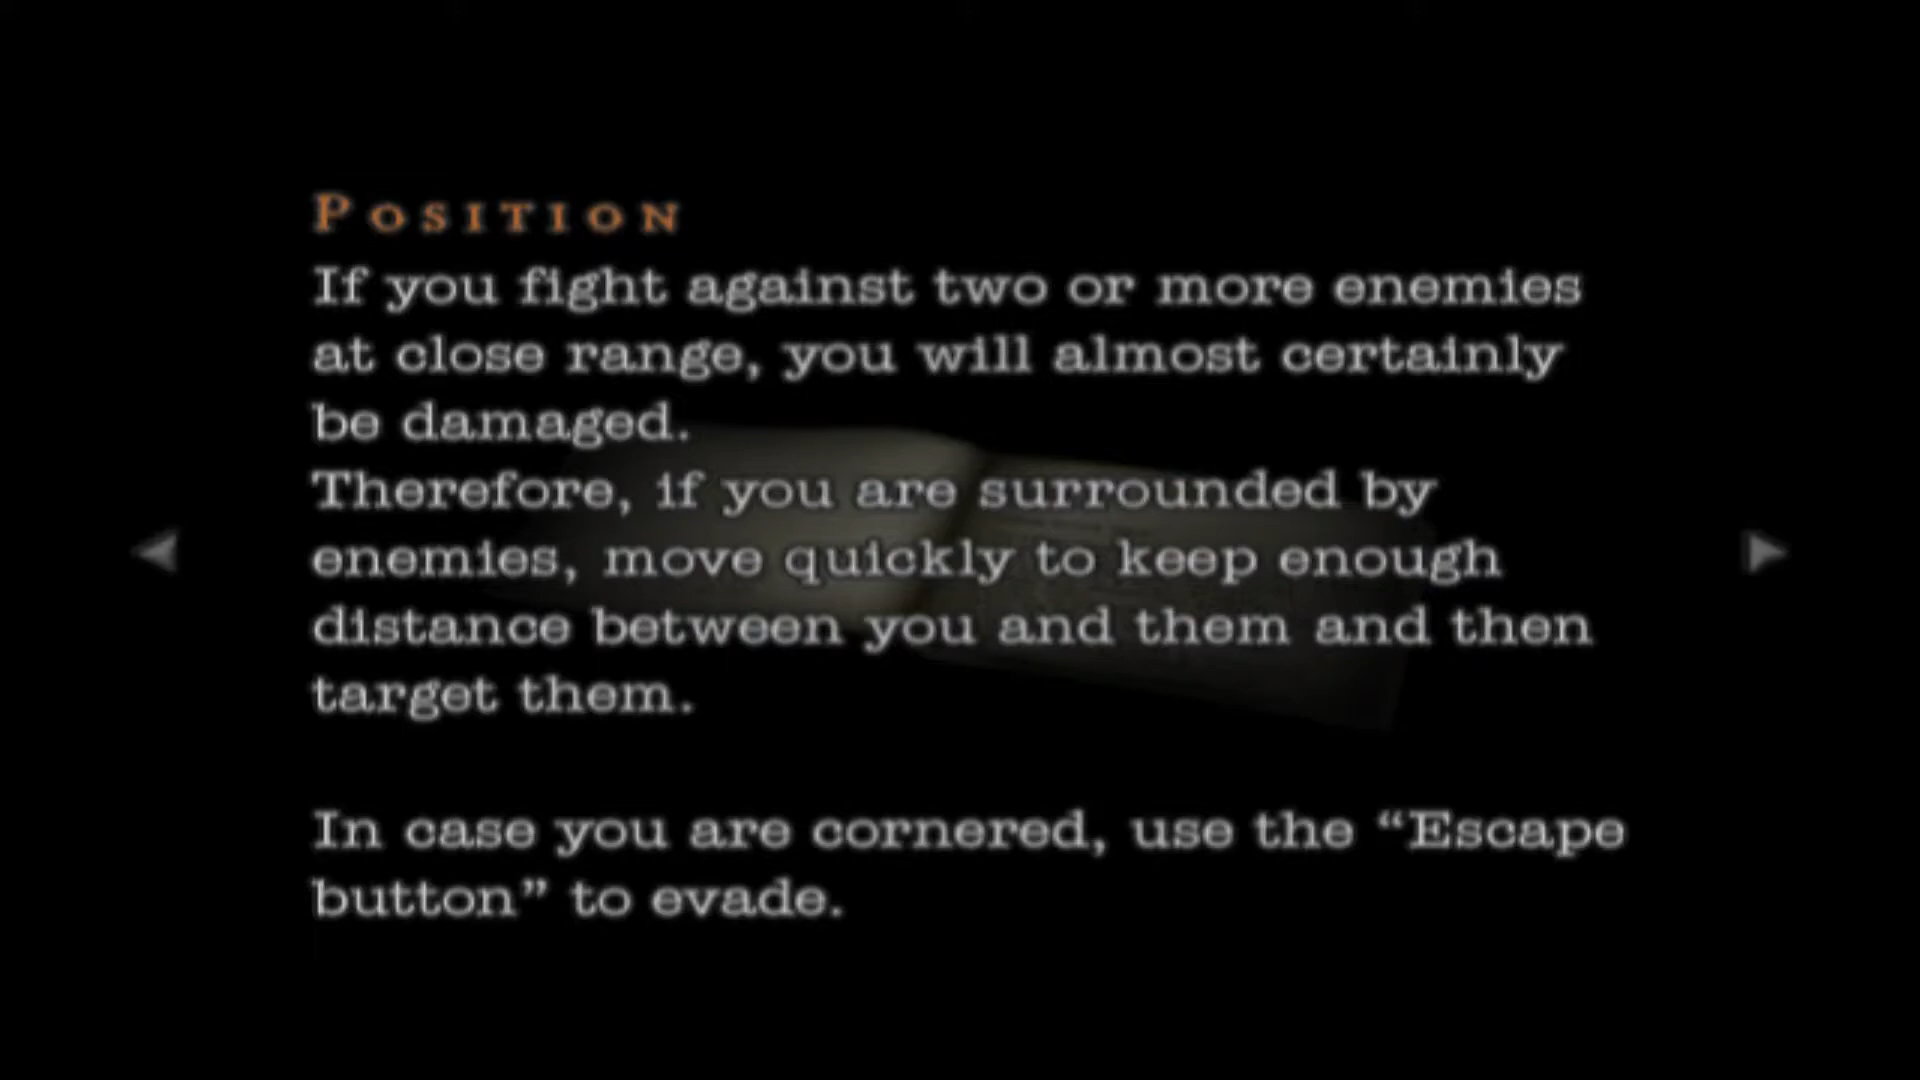 POSITION
If you fight against two or more enemies
at close range, you will almost certainly
be damaged.
Therefore, if you are surrounded by
enemies, move quickly to keep enough
distance between you and them and then
target them.
In case you are cornered, use the “Escape
button” to evade.